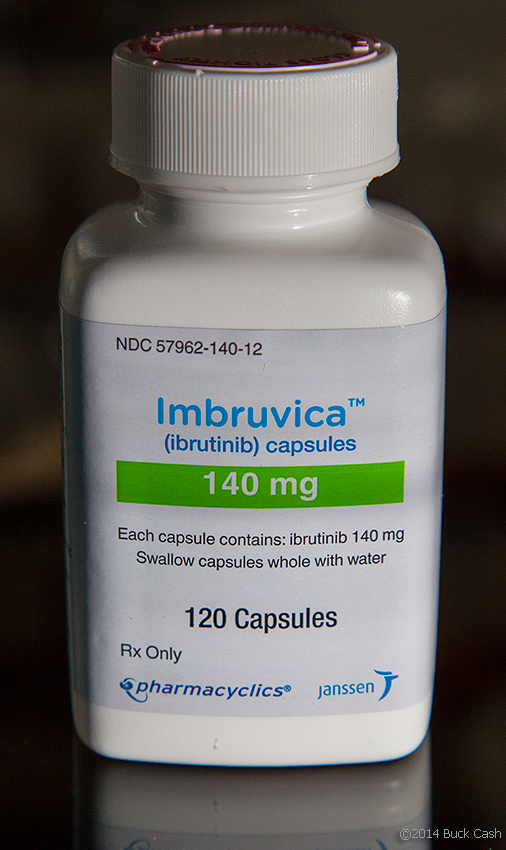 NDC 57962-140-12
Imbruvica™
(ibrutinib) capsules
140 mg
Each capsule contains: ibrutinib 140 mg
Swallow capsules whole with water
120 Capsules
Rx Only
pharmacyclics® janssen
©2014 Buck Cash